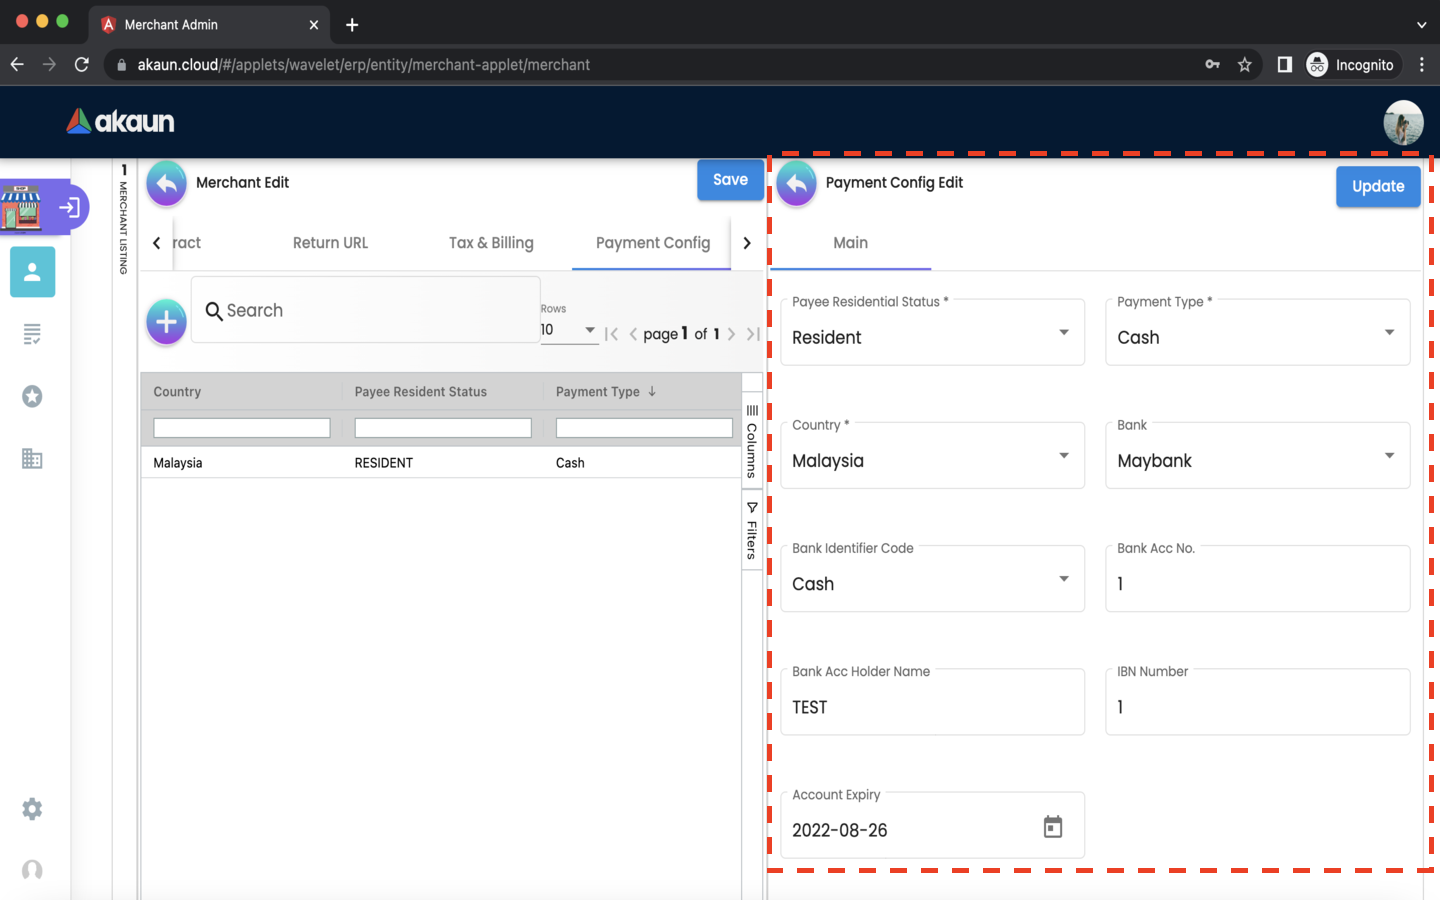 Merchant Admin
akaun.cloud/#/applets/wavelet/erp/entity/merchant-applet/merchant
Incognito
akaun
SHOP
1 MERCHANT LISTING
Merchant Edit
Save
ract
Return URL
Tax & Billing
Payment Config
Search
Rows
10
page 1 of 1
Country
Payee Resident Status
Payment Type
Malaysia
RESIDENT
Cash
Columns
Filters
Payment Config Edit
Update
Main
Payee Residential Status *
Resident
Payment Type *
Cash
Country *
Malaysia
Bank
Maybank
Bank Identifier Code
Cash
Bank Acc No.
1
Bank Acc Holder Name
TEST
IBN Number
1
Account Expiry
2022-08-26